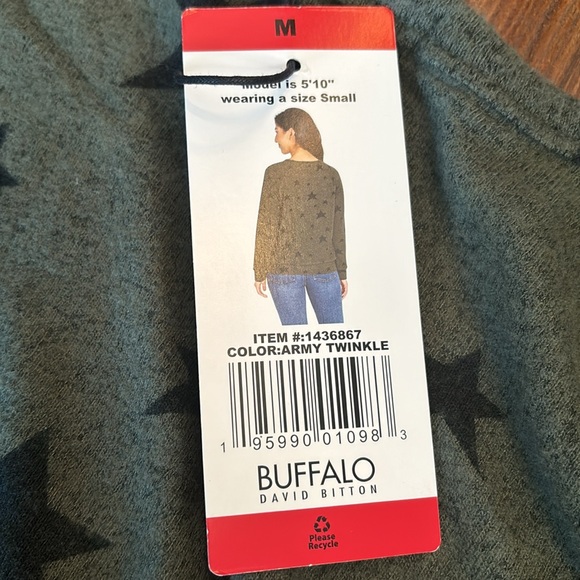 M
Model is 5'10"
wearing a size Small
ITEM #:1436867
COLOR:ARMY TWINKLE
1 95990 01098 3
BUFFALO
DAVID BITTON
Please
Recycle